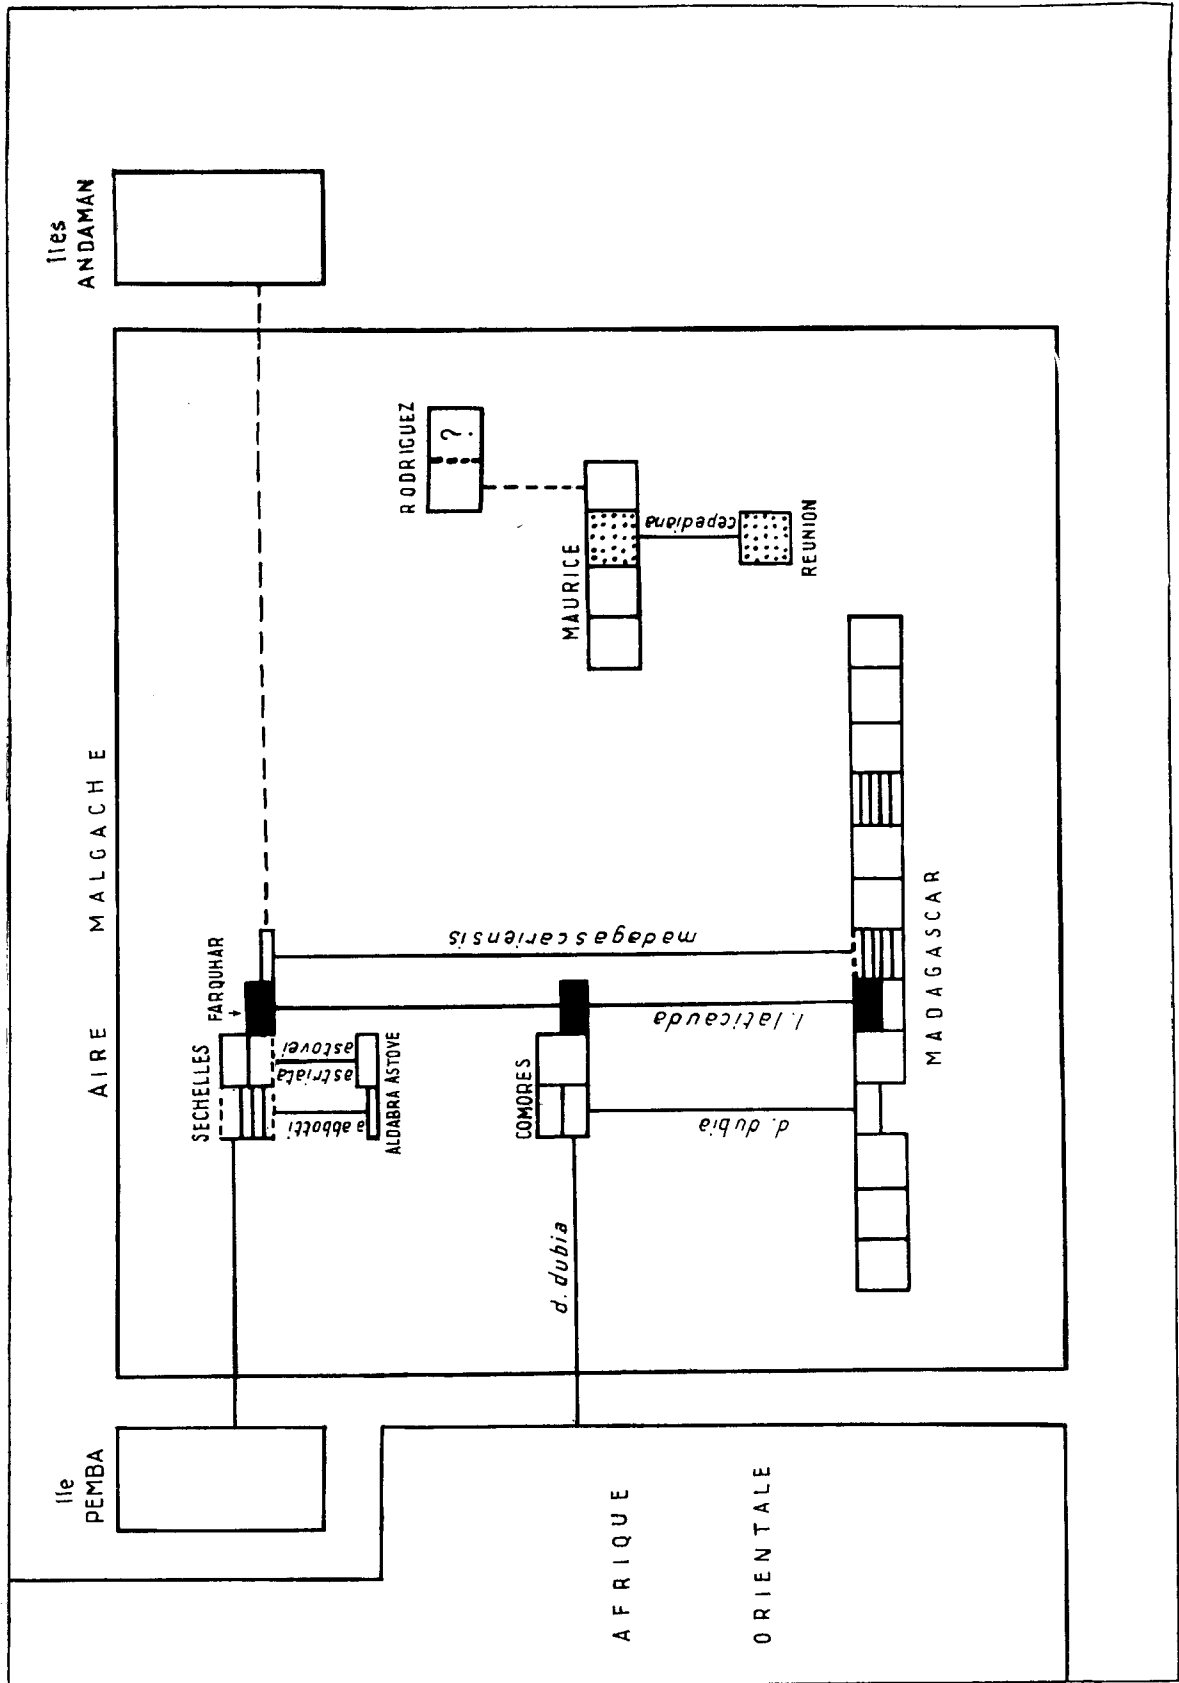 Iles
ANDAMAN
AIRE MALGACHE
RODRIGUEZ
?
MAURICE
cepediana
REUNION
FARQUHAR
SECHELLES
astovei
astriata
a abbotti
ALDABRA ASTOVE
madagascariensis
l. laticauda
COMORES
d. dubia
d. dubia
MADAGASCAR
Ile
PEMBA
AFRIQUE
ORIENTALE